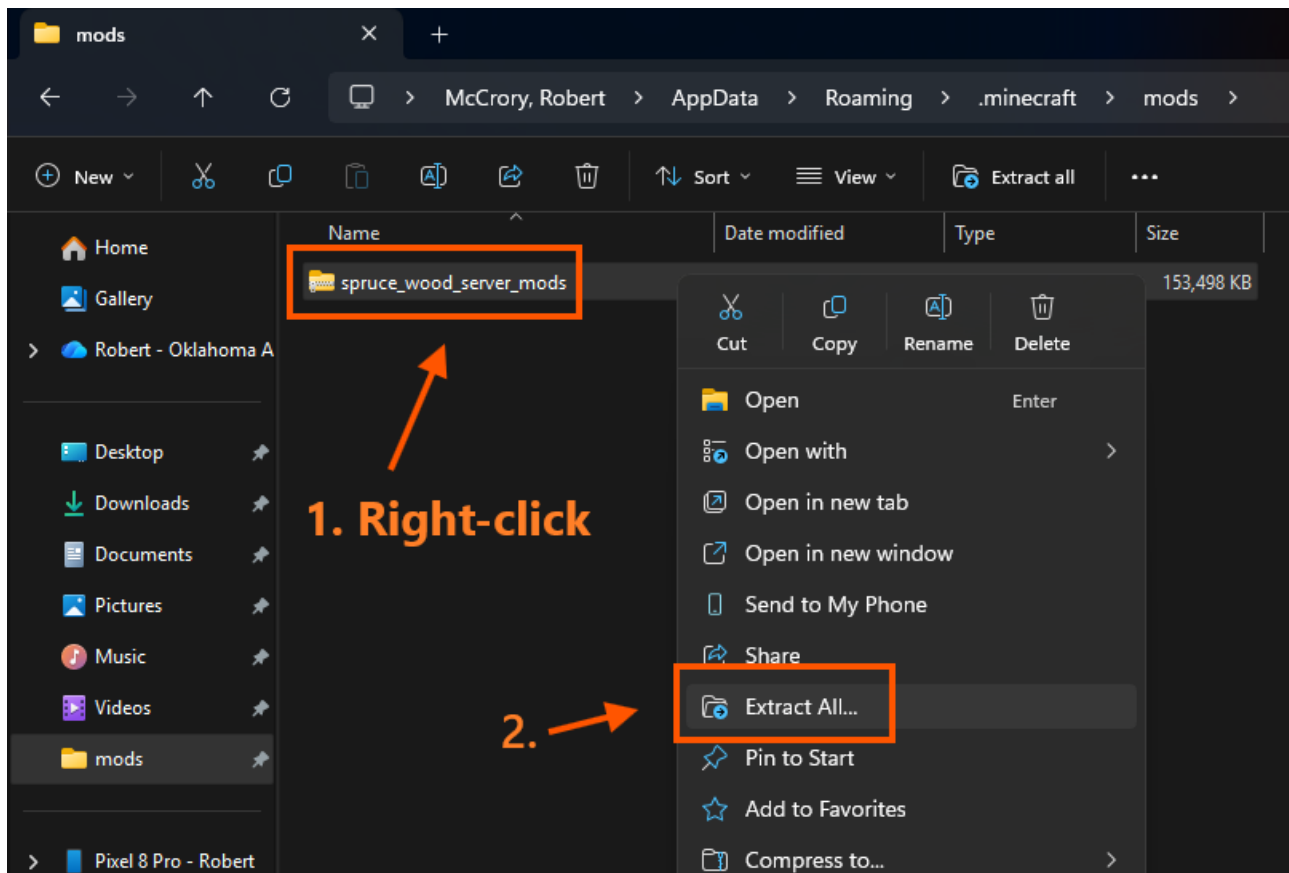 mods
McCrory, Robert > AppData > Roaming > .minecraft > mods >
New Sort View Extract all ...
Name Date modified Type Size
Home
Gallery
Robert - Oklahoma A
Desktop
Downloads
Documents
Pictures
Music
Videos
mods
Pixel 8 Pro - Robert
spruce_wood_server_mods 153,498 KB
1. Right-click
Cut Copy Rename Delete
Open Enter
Open with
Open in new tab
Open in new window
Send to My Phone
Share
2.
Extract All...
Pin to Start
Add to Favorites
Compress to...